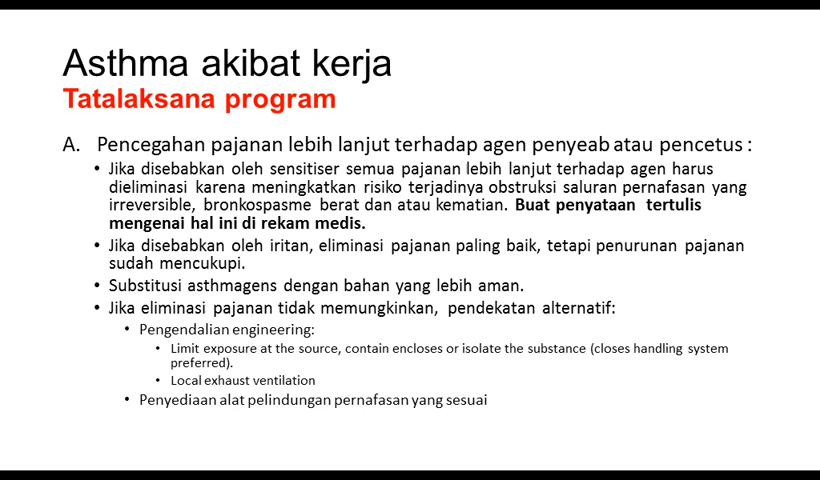 Asthma akibat kerja
Tatalaksana program
A. Pencegahan pajanan lebih lanjut terhadap agen penyeab atau pencetus :
• Jika disebabkan oleh sensitiser semua pajanan lebih lanjut terhadap agen harus
dieliminasi karena meningkatkan risiko terjadinya obstruksi saluran pernafasan yang
irreversible, bronkospasme berat dan atau kematian. Buat penyataan tertulis
mengenai hal ini di rekam medis.
• Jika disebabkan oleh iritan, eliminasi pajanan paling baik, tetapi penurunan pajanan
sudah mencukupi.
• Substitusi asthmagens dengan bahan yang lebih aman.
• Jika eliminasi pajanan tidak memungkinkan, pendekatan alternatif:
• Pengendalian engineering:
• Limit exposure at the source, contain encloses or isolate the substance (closes handling system
preferred).
• Local exhaust ventilation
• Penyediaan alat pelindungan pernafasan yang sesuai